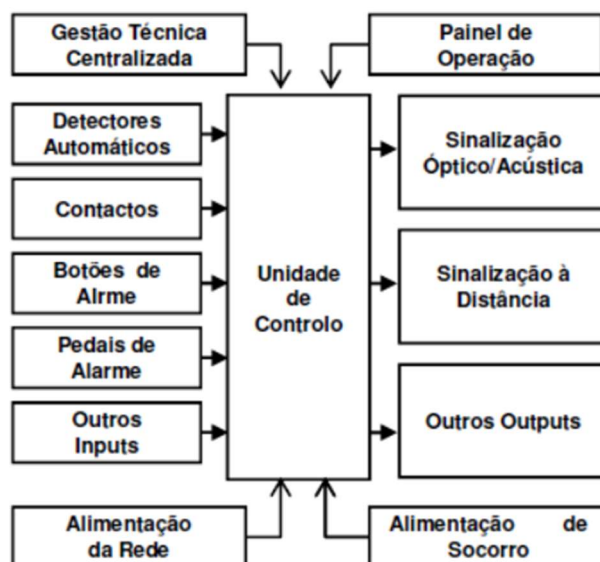 Gestão Técnica
Centralizada
Painel de
Operação
Detectores
Automáticos
Contactos
Botões de
Alrme
Pedais de
Alarme
Outros
Inputs
Unidade
de
Controlo
Sinalização
Óptico/Acústica
Sinalização à
Distância
Outros Outputs
Alimentação
da Rede
Alimentação de
Socorro